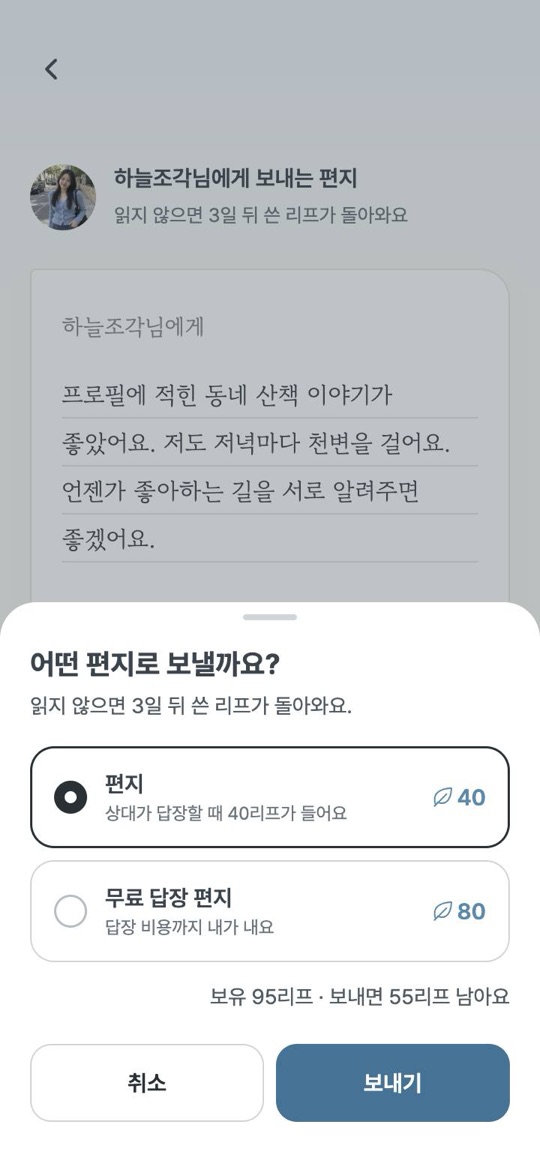 하늘조각님에게 보내는 편지
읽지 않으면 3일 뒤 쓴 리프가 돌아와요
하늘조각님에게
프로필에 적힌 동네 산책 이야기가
좋았어요. 저도 저녁마다 천변을 걸어요.
언젠가 좋아하는 길을 서로 알려주면
좋겠어요.
어떤 편지로 보낼까요?
읽지 않으면 3일 뒤 쓴 리프가 돌아와요.
편지
상대가 답장할 때 40리프가 들어요
40
무료 답장 편지
답장 비용까지 내가 내요
80
보유 95리프 · 보내면 55리프 남아요
취소
보내기